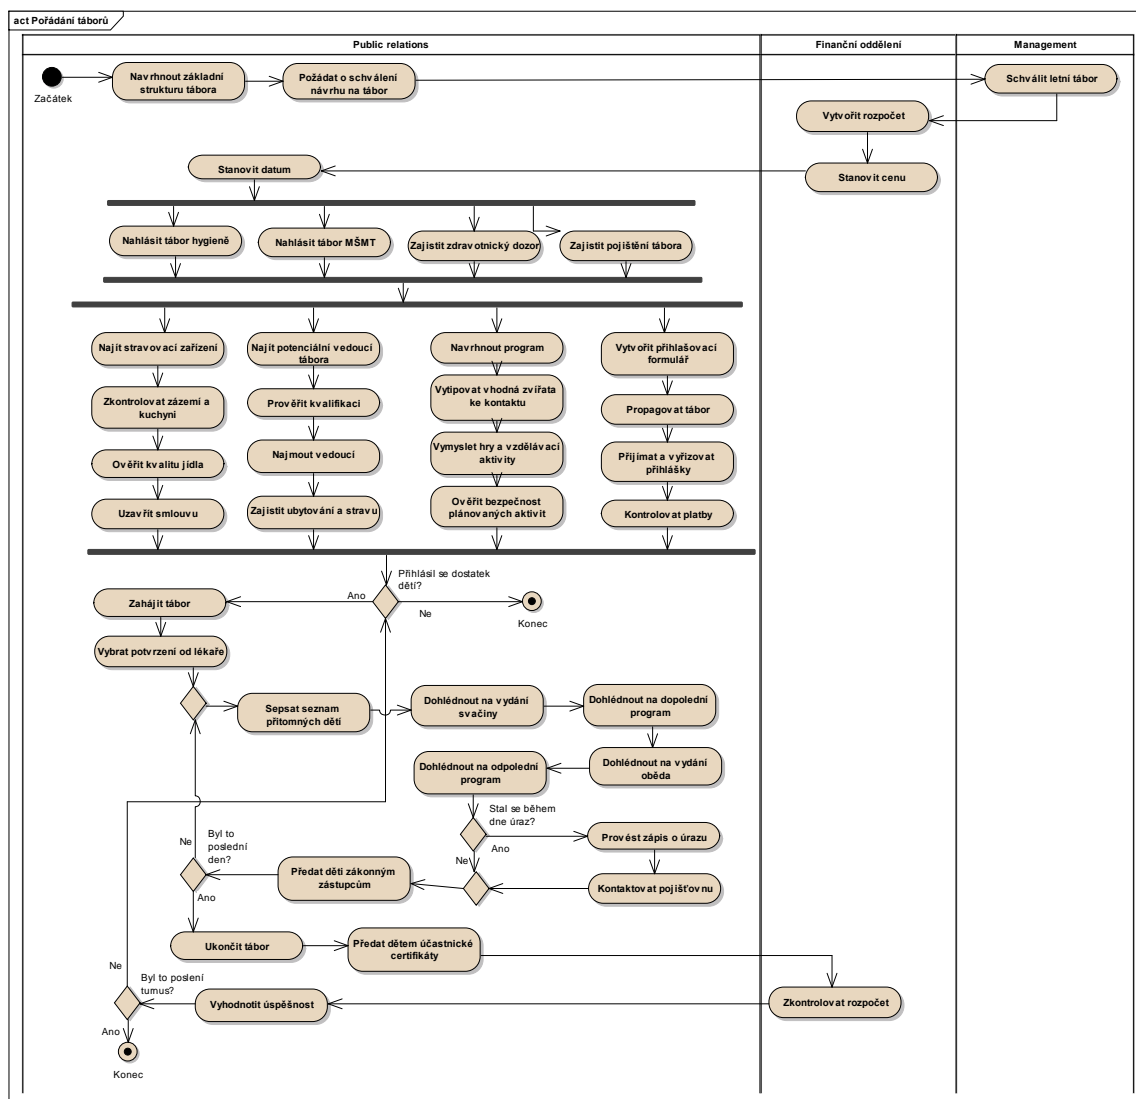 act Pořádání táborů
Public relations
Finanční oddělení
Management
Začátek
Navrhnout základní
strukturu tábora
Požádat o schválení
návrhu na tábor
Schválit letní tábor
Vytvořit rozpočet
Stanovit datum
Stanovit cenu
Nahlásit tábor hygieně
Nahlásit tábor MŠMT
Zajistit zdravotnický dozor
Zajistit pojištění tábora
Najít stravovací zařízení
Najít potenciální vedoucí
tábora
Navrhnout program
Vytvořit přihlašovací
formulář
Zkontrolovat zázemí a
kuchyni
Prověřit kvalifikaci
Vytipovat vhodná zvířata
ke kontaktu
Propagovat tábor
Ověřit kvalitu jídla
Najmout vedoucí
Vymyslet hry a vzdělávací
aktivity
Přijímat a vyřizovat
přihlášky
Uzavřít smlouvu
Zajistit ubytování a stravu
Ověřit bezpečnost
plánovaných aktivit
Kontrolovat platby
Přihlásil se dostatek
dětí?
Ano
Ne
Konec
Zahájit tábor
Vybrat potvrzení od lékaře
Sepsat seznam
přítomných dětí
Dohlédnout na vydání
svačiny
Dohlédnout na dopolední
program
Dohlédnout na vydání
oběda
Dohlédnout na odpolední
program
Stal se během
dne úraz?
Ano
Ne
Provést zápis o úrazu
Kontaktovat pojišťovnu
Předat děti zákonným
zástupcům
Byl to
poslední
den?
Ne
Ano
Ukončit tábor
Předat dětem účastnické
certifikáty
Zkontrolovat rozpočet
Vyhodnotit úspěšnost
Byl to poslení
turnus?
Ne
Ano
Konec